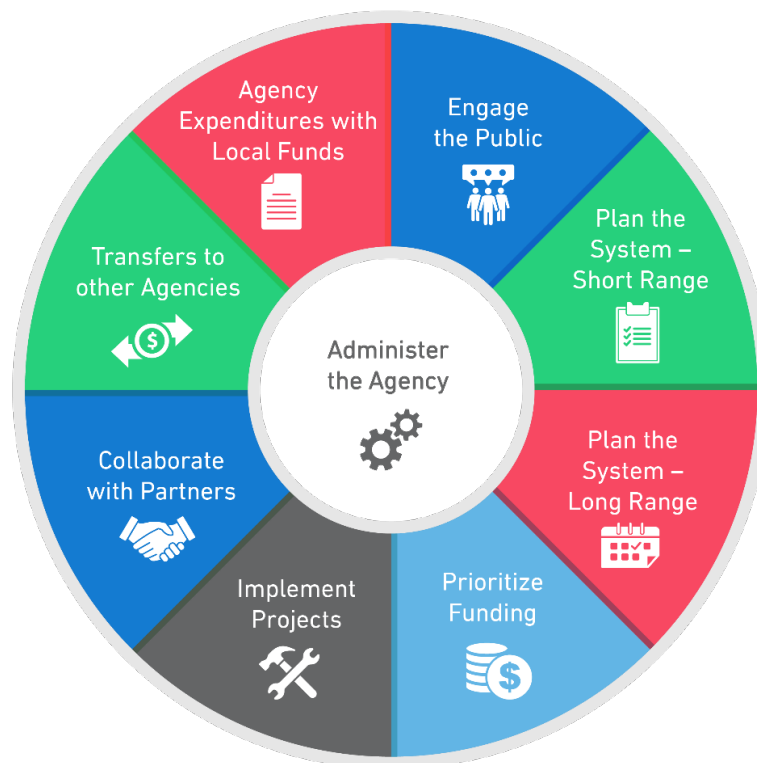 Engage
the Public
Plan the
System –
Short Range
Plan the
System –
Long Range
Prioritize
Funding
Implement
Projects
Collaborate
with Partners
Transfers to
other Agencies
Agency
Expenditures with
Local Funds
Administer
the Agency
$
$